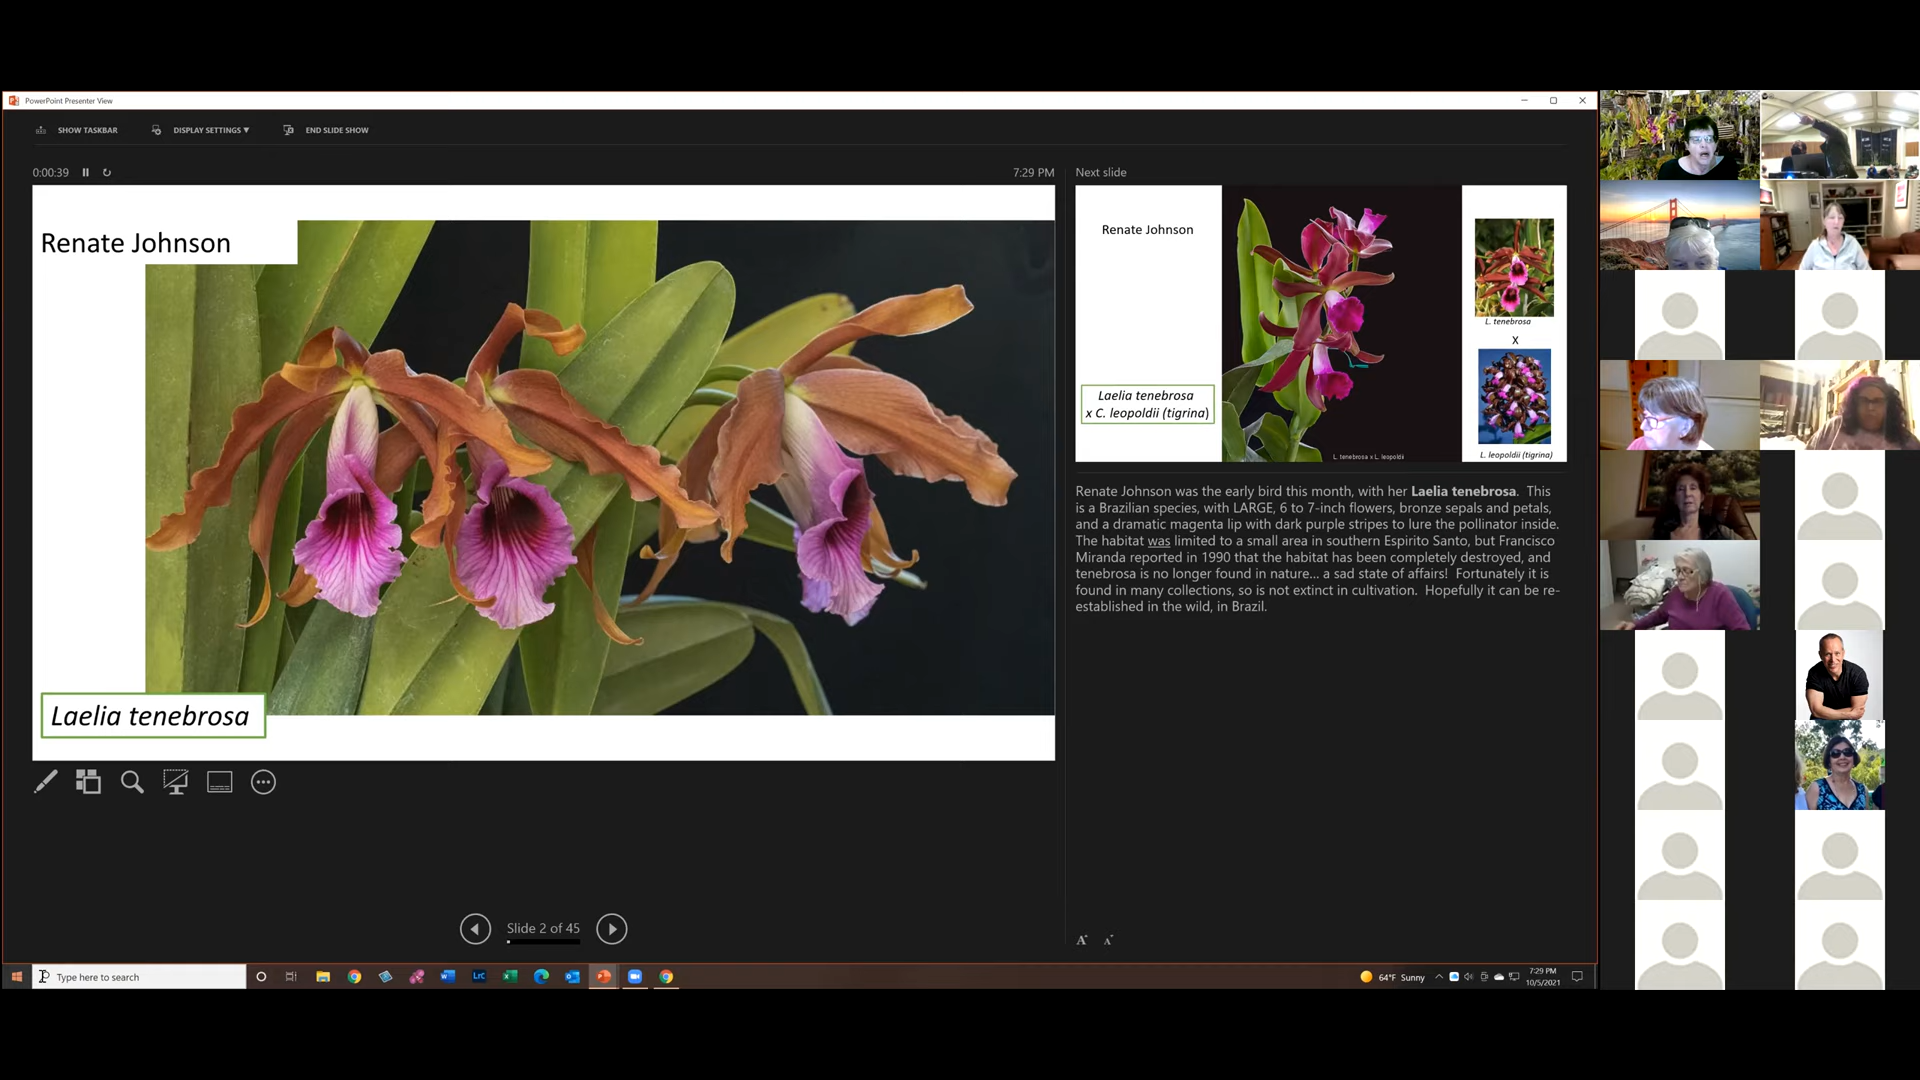 PowerPoint Presenter View
SHOW TASKBAR
DISPLAY SETTINGS ▼
END SLIDE SHOW
0:00:39
7:29 PM
Renate Johnson
Laelia tenebrosa
Next slide
Renate Johnson
Laelia tenebrosa
x C. leopoldii (tigrina)
L. tenebrosa x L. leopoldii
L. tenebrosa
X
L. leopoldii (tigrina)
Renate Johnson was the early bird this month, with her Laelia tenebrosa. This
is a Brazilian species, with LARGE, 6 to 7-inch flowers, bronze sepals and petals,
and a dramatic magenta lip with dark purple stripes to lure the pollinator inside.
The habitat was limited to a small area in southern Espirito Santo, but Francisco
Miranda reported in 1990 that the habitat has been completely destroyed, and
tenebrosa is no longer found in nature... a sad state of affairs! Fortunately it is
found in many collections, so is not extinct in cultivation. Hopefully it can be re-
established in the wild, in Brazil.
Slide 2 of 45
A A
Type here to search
LrC
64°F Sunny
7:29 PM
10/5/2021